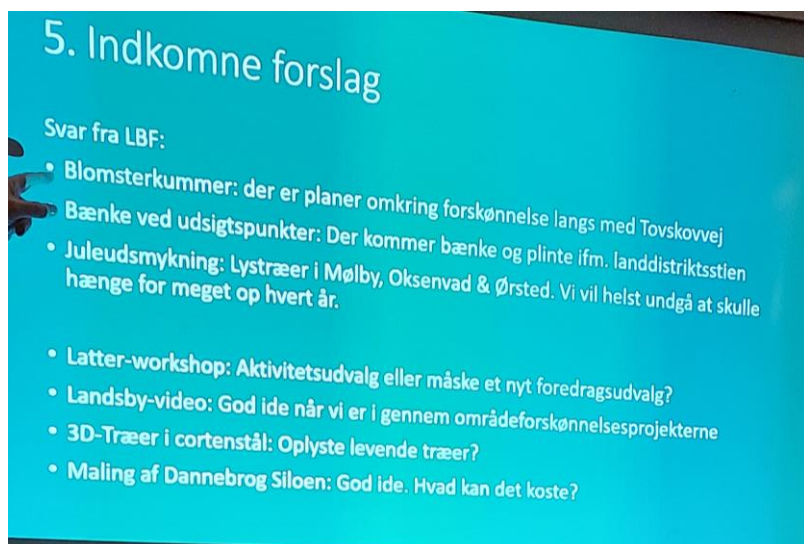 5. Indkomne forslag
Svar fra LBF:
• Blomsterkummer: der er planer omkring forskønnelse langs med Tovskovvej
• Bænke ved udsigtspunkter: Der kommer bænke og plinte ifm. landdistriktsstien
• Juleudsmykning: Lystræer i Mølby, Oksenvad & Ørsted. Vi vil helst undgå at skulle
hænge for meget op hvert år.
• Latter-workshop: Aktivitetsudvalg eller måske et nyt foredragsudvalg?
• Landsby-video: God ide når vi er i gennem områdeforskønnelsesprojekterne
• 3D-Træer i cortenstål: Oplyste levende træer?
• Maling af Dannebrog Siloen: God ide. Hvad kan det koste?